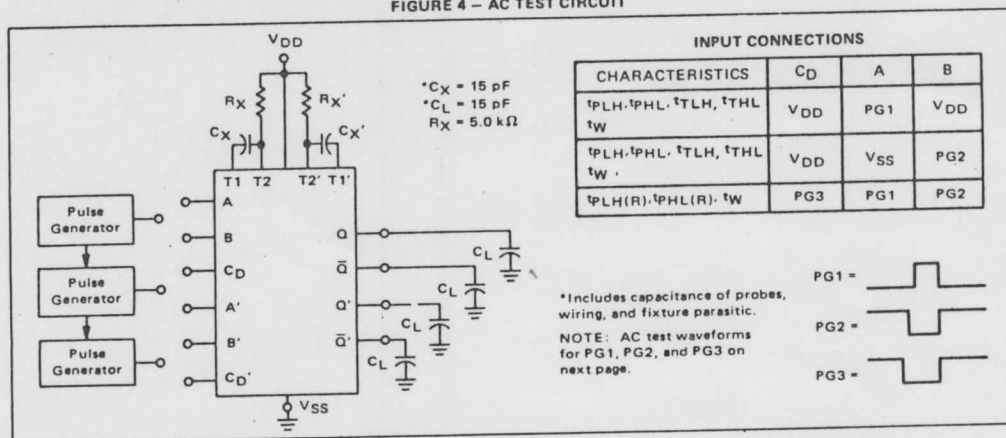 FIGURE 4 – AC TEST CIRCUIT
VDD
RX
RX'
CX
CX'
T1 T2 T2' T1'
*CX = 15 pF
*CL = 15 pF
RX = 5.0 kΩ
Pulse
Generator
Pulse
Generator
Pulse
Generator
A
B
CD
A'
B'
CD'
Q
Q̅
Q'
Q̅'
CL
CL
CL
CL
VSS
INPUT CONNECTIONS
CHARACTERISTICS CD A B
tPLH, tPHL, tTLH, tTHL VDD PG1 VDD
tW
tPLH, tPHL, tTLH, tTHL VDD VSS PG2
tW
tPLH(R), tPHL(R), tW PG3 PG1 PG2
*Includes capacitance of probes,
wiring, and fixture parasitic.
NOTE: AC test waveforms
for PG1, PG2, and PG3 on
next page.
PG1 =
PG2 =
PG3 =